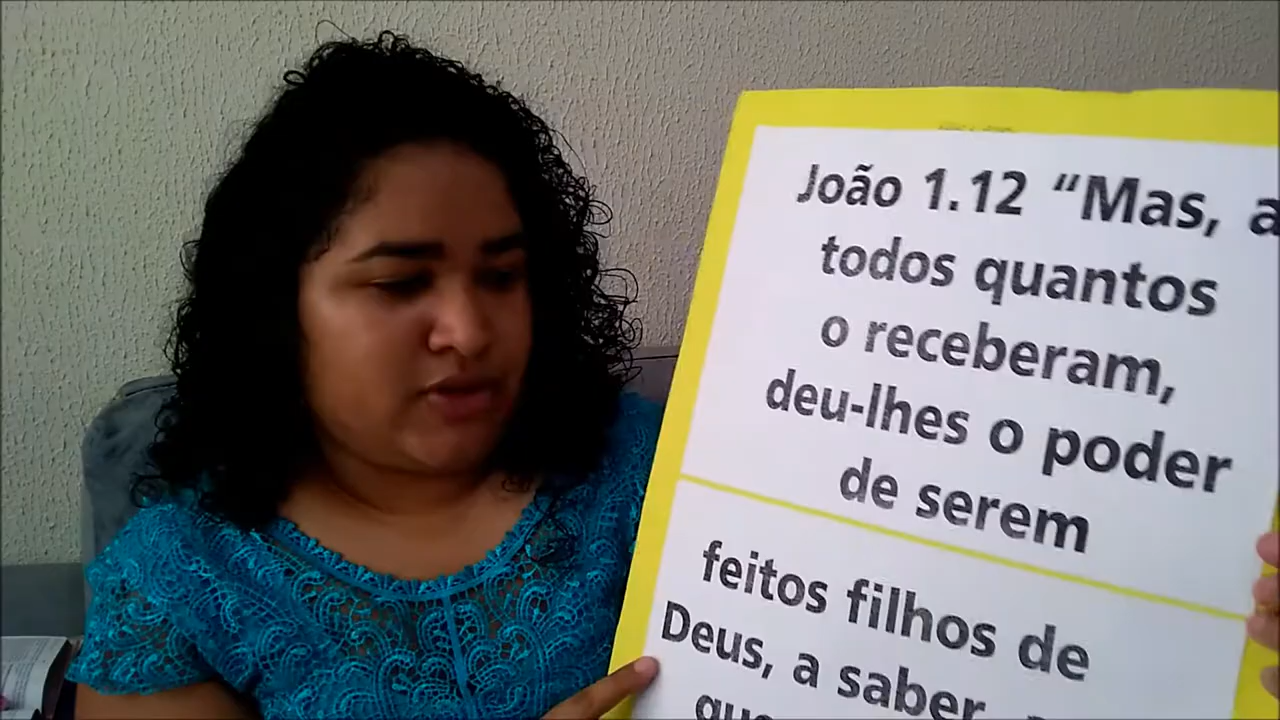 João 1.12 “Mas, a
todos quantos
o receberam,
deu-lhes o poder
de serem
feitos filhos de
Deus, a saber,